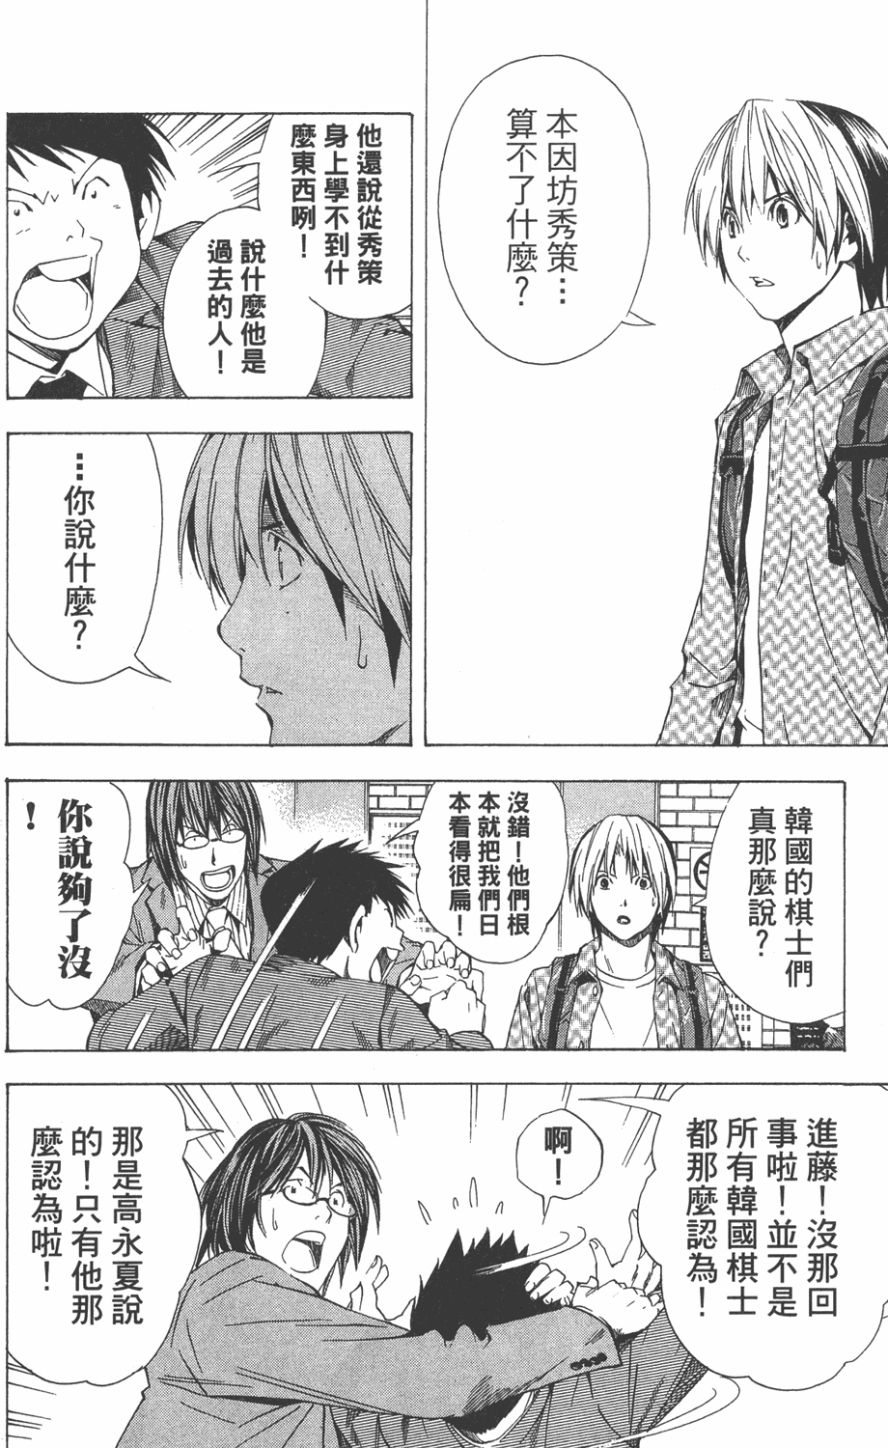 本因坊秀策…
算不了什麼？
他還說從秀策
身上學不到什
麼東西咧！
說什麼他是
過去的人！
…你說什麼？
韓國的棋士們
真那麼說？
沒錯！他們根
本就把我們日
本看得很扁！
你說夠了沒
！
進藤！沒那回
事啦！並不是
所有韓國棋士
都那麼認為！
啊！
那是高永夏說
的！只有他那
麼認為啦！